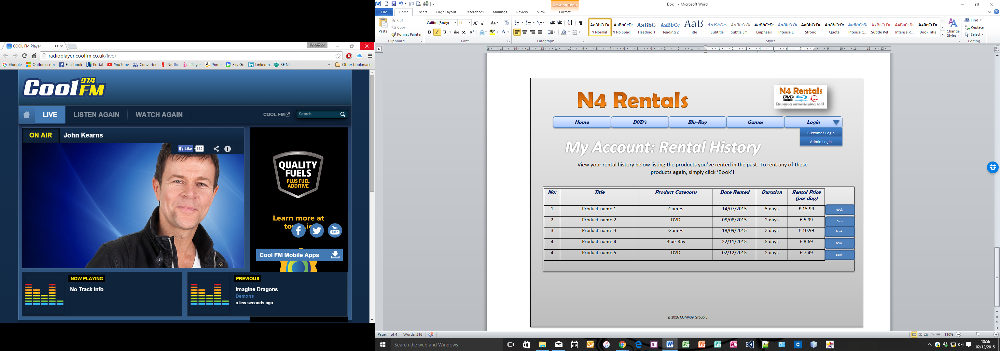 COOL FM Player
Jonathan
radioplayer.coolfm.co.uk/live/
Google Outlook.com Facebook Portal YouTube Converter Netflix iPlayer Prime Sky Go LinkedIn SF NI » Other bookmarks
Cool FM 97.4
LIVE LISTEN AGAIN WATCH AGAIN COOL FM Search
ON AIR John Kearns
Like 882
QUALITY
FUELS
PLUS FUEL
ADDITIVE
Learn more at
You
Tube
Cool FM Mobile Apps
NOW PLAYING
No Track Info
PREVIOUS
Imagine Dragons
Demons
a few seconds ago
Doc1 - Microsoft Word
Drawing Tools
File Home Insert Page Layout References Mailings Review View Format
Paste
Cut
Copy
Format Painter
Clipboard
Calibri (Body) 11
Font
Paragraph
AaBbCcDc AaBbCcDc AaBbC AaBbCc AaB AaBbCc. AaBbCcDc AaBbCcDc AaBbCcDc AaBbCcDc AaBbCcDc AaBbCcDc AABBCCDE AABBCCDE AaBbCcDE
¶ Normal ¶ No Spaci... Heading 1 Heading 2 Title Subtitle Subtle Em... Emphasis Intense E... Strong Quote Intense Q... Subtle Ref... Intense R... Book Title
Styles
Change
Styles
Find
Replace
Select
Editing
N4 Rentals
N4 Rentals
DVD
VIDEO
Blu-ray Disc
Bringing entertigning to U
Home DVD's Blu-Ray Games Login
Customer Login
Admin Login
My Account: Rental History
View your rental history below listing the products you've rented in the past. To rent any of these
products again, simply click 'Book'!
No: Title Product Category Date Rented Duration Rental Price
(per day)
1 Product name 1 Games 14/07/2015 5 days £ 15.99 Book
2 Product name 2 DVD 08/08/2015 2 days £ 5.99 Book
3 Product name 3 Games 18/09/2015 3 days £ 10.99 Book
4 Product name 4 Blue-Ray 22/11/2015 5 days £ 8.69 Book
4 Product name 5 DVD 02/12/2015 2 days £ 7.49 Book
© 2016 COM409 Group 3.
Page: 4 of 4 Words: 316 110%
Search the web and Windows
18:56
02/12/2015